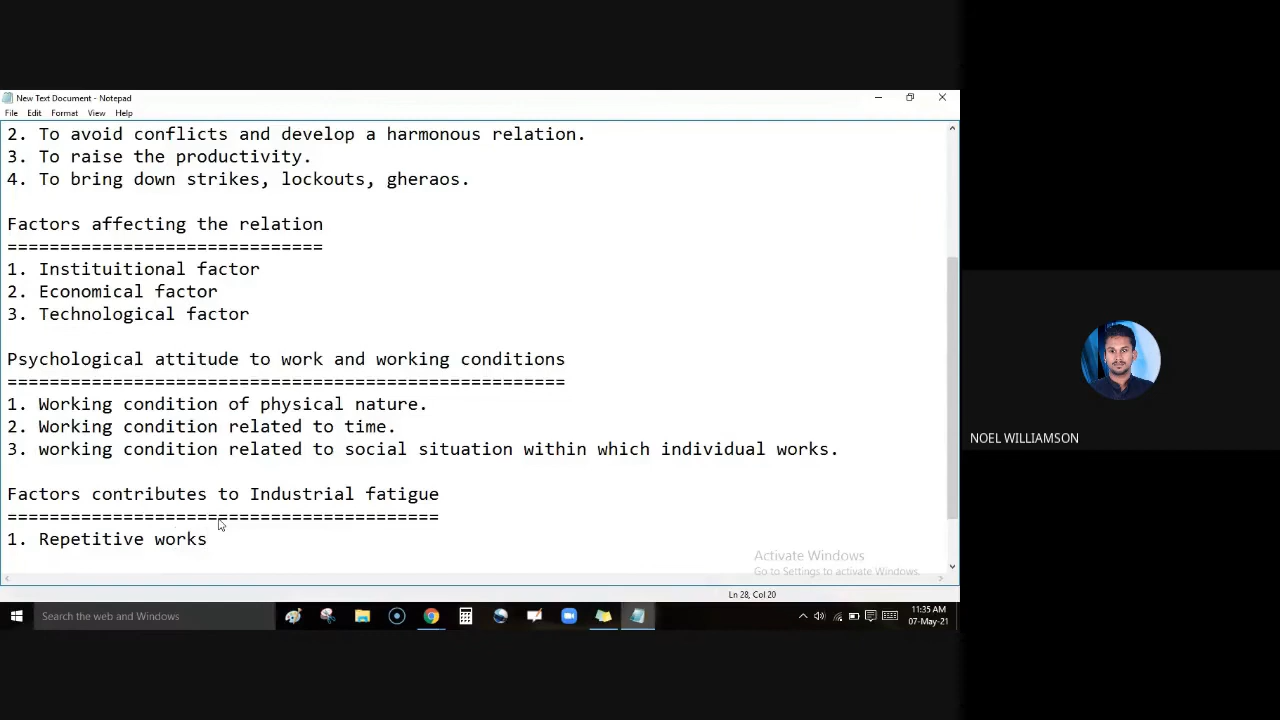 New Text Document - Notepad
File Edit Format View Help
2. To avoid conflicts and develop a harmonous relation.
3. To raise the productivity.
4. To bring down strikes, lockouts, gheraos.
Factors affecting the relation
==============================
1. Instituitional factor
2. Economical factor
3. Technological factor
Psychological attitude to work and working conditions
=====================================================
1. Working condition of physical nature.
2. Working condition related to time.
3. working condition related to social situation within which individual works.
Factors contributes to Industrial fatigue
=========================================
1. Repetitive works
Activate Windows
Go to Settings to activate Windows.
Ln 28, Col 20
Search the web and Windows
11:35 AM
07-May-21
NOEL WILLIAMSON